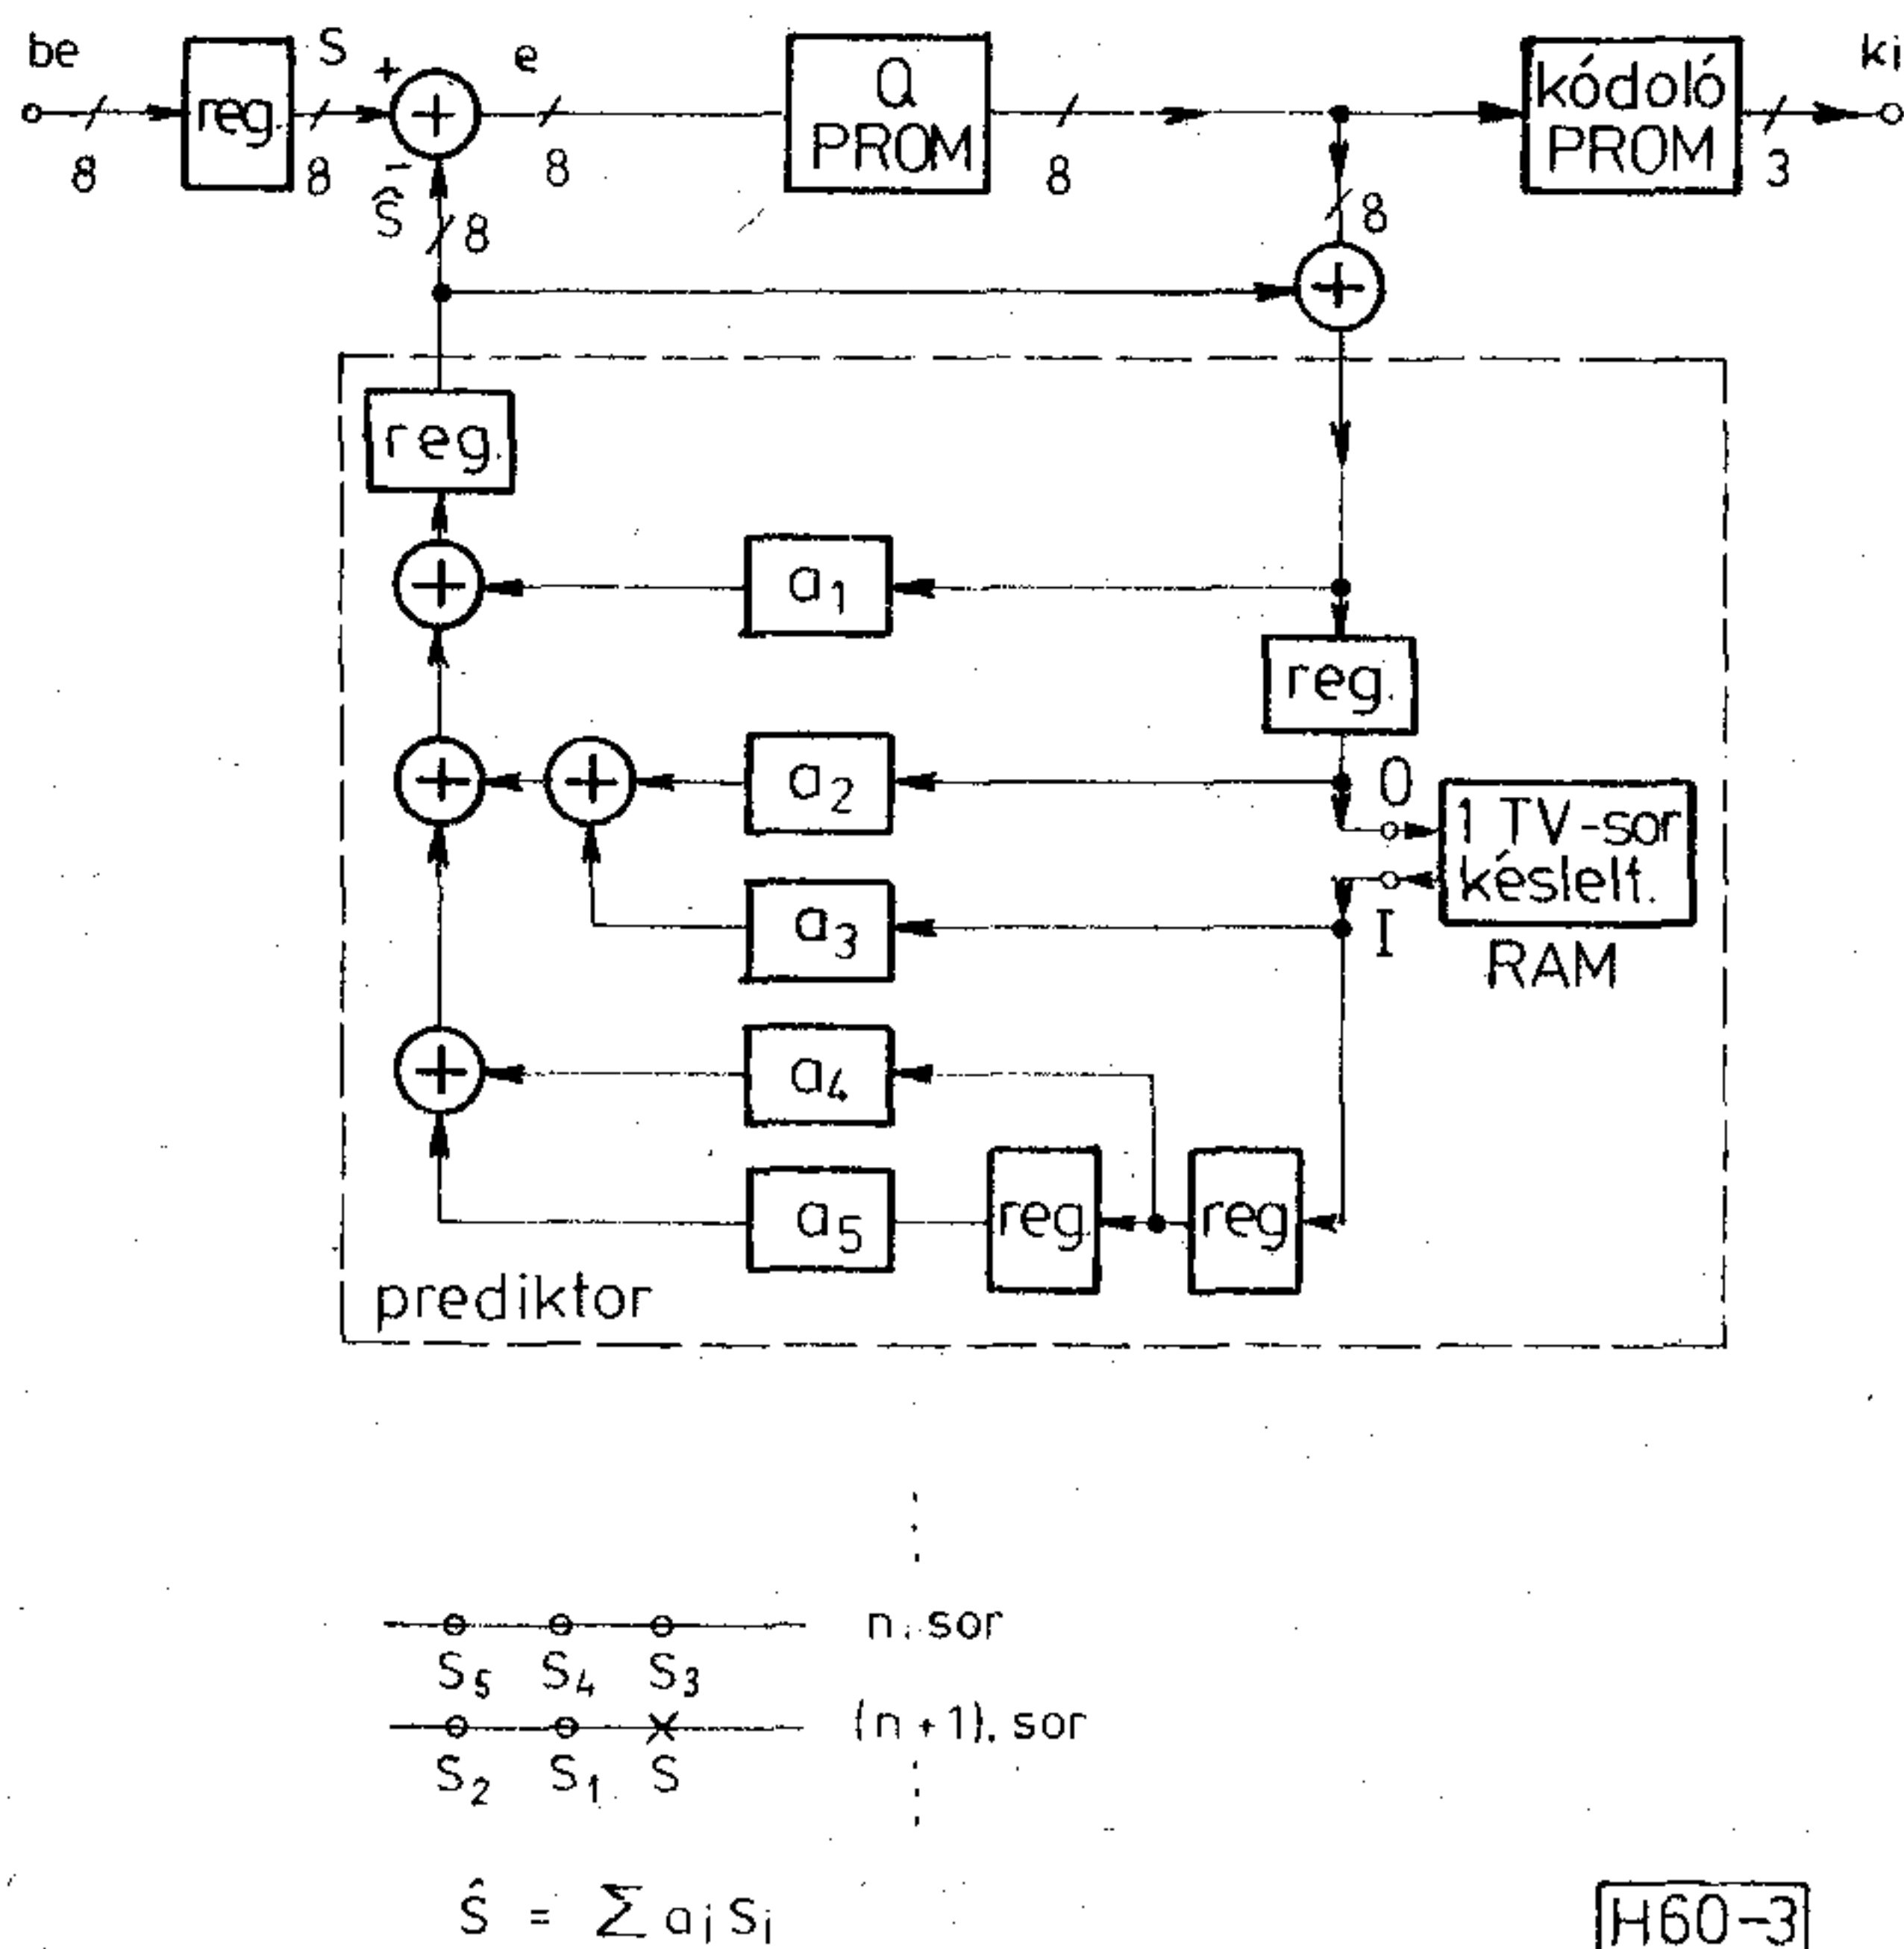 be
reg.
S
+
+
-
Ŝ
e
Q
PROM
kódoló
PROM
ki
8
8
8
8
3
8
8
+
reg.
+
a1
reg.
+
+
a2
O
1 TV-sor
késlelt.
RAM
a3
I
+
a4
a5
reg.
reg
prediktor
n. sor
S5 S4 S3
(n+1). sor
S2 S1 S
Ŝ = ∑ ai Si
H60-3